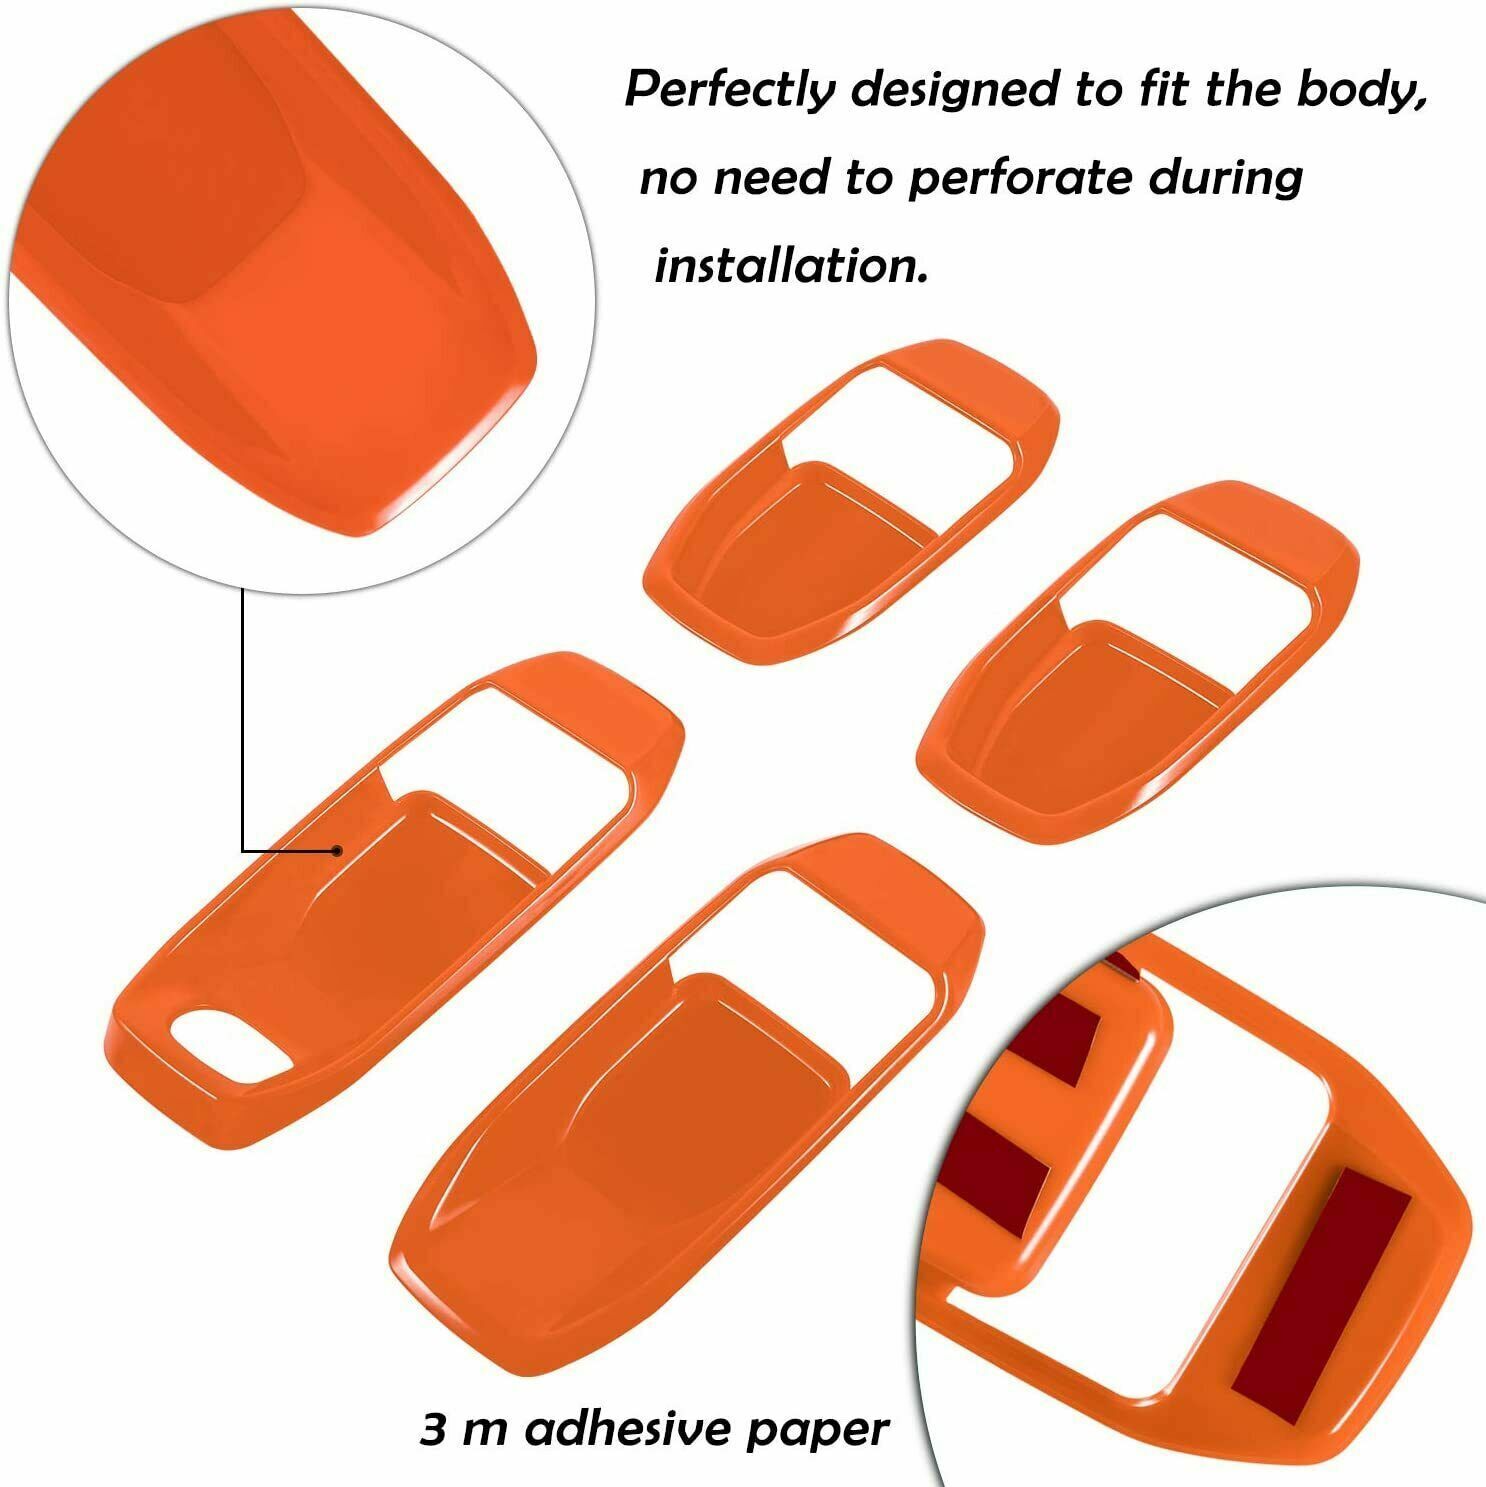 Perfectly designed to fit the body,
no need to perforate during
installation.
3 m adhesive paper